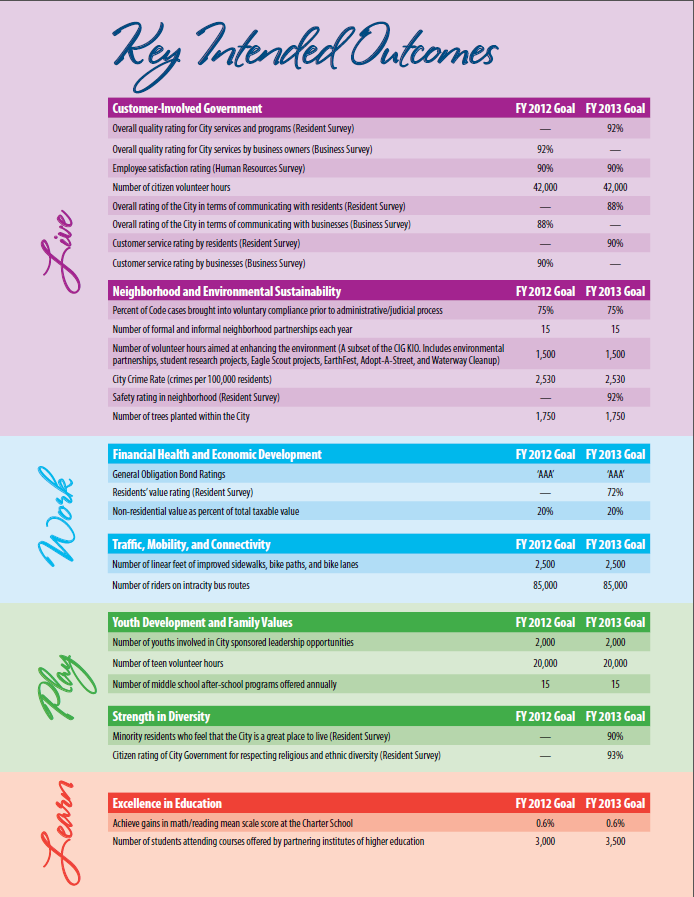 Key Intended Outcomes
Live
Customer-Involved Government FY 2012 Goal FY 2013 Goal
Overall quality rating for City services and programs (Resident Survey) — 92%
Overall quality rating for City services by business owners (Business Survey) 92% —
Employee satisfaction rating (Human Resources Survey) 90% 90%
Number of citizen volunteer hours 42,000 42,000
Overall rating of the City in terms of communicating with residents (Resident Survey) — 88%
Overall rating of the City in terms of communicating with businesses (Business Survey) 88% —
Customer service rating by residents (Resident Survey) — 90%
Customer service rating by businesses (Business Survey) 90% —
Neighborhood and Environmental Sustainability FY 2012 Goal FY 2013 Goal
Percent of Code cases brought into voluntary compliance prior to administrative/judicial process 75% 75%
Number of formal and informal neighborhood partnerships each year 15 15
Number of volunteer hours aimed at enhancing the environment (A subset of the CIG KIO. Includes environmental
partnerships, student research projects, Eagle Scout projects, EarthFest, Adopt-A-Street, and Waterway Cleanup) 1,500 1,500
City Crime Rate (crimes per 100,000 residents) 2,530 2,530
Safety rating in neighborhood (Resident Survey) — 92%
Number of trees planted within the City 1,750 1,750
Work
Financial Health and Economic Development FY 2012 Goal FY 2013 Goal
General Obligation Bond Ratings ‘AAA’ ‘AAA’
Residents’ value rating (Resident Survey) — 72%
Non-residential value as percent of total taxable value 20% 20%
Traffic, Mobility, and Connectivity FY 2012 Goal FY 2013 Goal
Number of linear feet of improved sidewalks, bike paths, and bike lanes 2,500 2,500
Number of riders on intracity bus routes 85,000 85,000
Play
Youth Development and Family Values FY 2012 Goal FY 2013 Goal
Number of youths involved in City sponsored leadership opportunities 2,000 2,000
Number of teen volunteer hours 20,000 20,000
Number of middle school after-school programs offered annually 15 15
Strength in Diversity FY 2012 Goal FY 2013 Goal
Minority residents who feel that the City is a great place to live (Resident Survey) — 90%
Citizen rating of City Government for respecting religious and ethnic diversity (Resident Survey) — 93%
Learn
Excellence in Education FY 2012 Goal FY 2013 Goal
Achieve gains in math/reading mean scale score at the Charter School 0.6% 0.6%
Number of students attending courses offered by partnering institutes of higher education 3,000 3,500